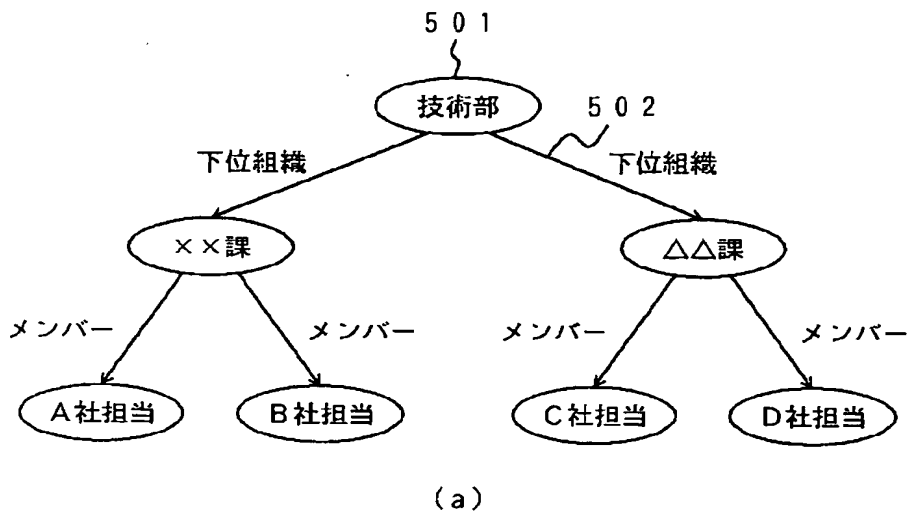 ５０１
技術部
５０２
下位組織
下位組織
××課
△△課
メンバー
メンバー
メンバー
メンバー
A社担当
B社担当
C社担当
D社担当
(a)